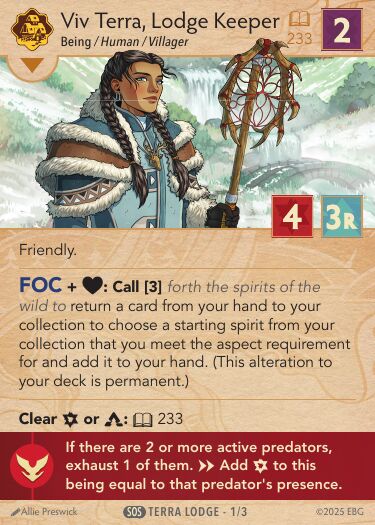 Viv Terra, Lodge Keeper
233
2
Being / Human / Villager
4
3R
Friendly.
FOC + : Call [3] forth the spirits of the
wild to return a card from your hand to your
collection to choose a starting spirit from your
collection that you meet the aspect requirement
for and add it to your hand. (This alteration to
your deck is permanent.)
Clear or : 233
If there are 2 or more active predators,
exhaust 1 of them. Add to this
being equal to that predator's presence.
Allie Preswick
SOS TERRA LODGE - 1/3
©2025 EBG